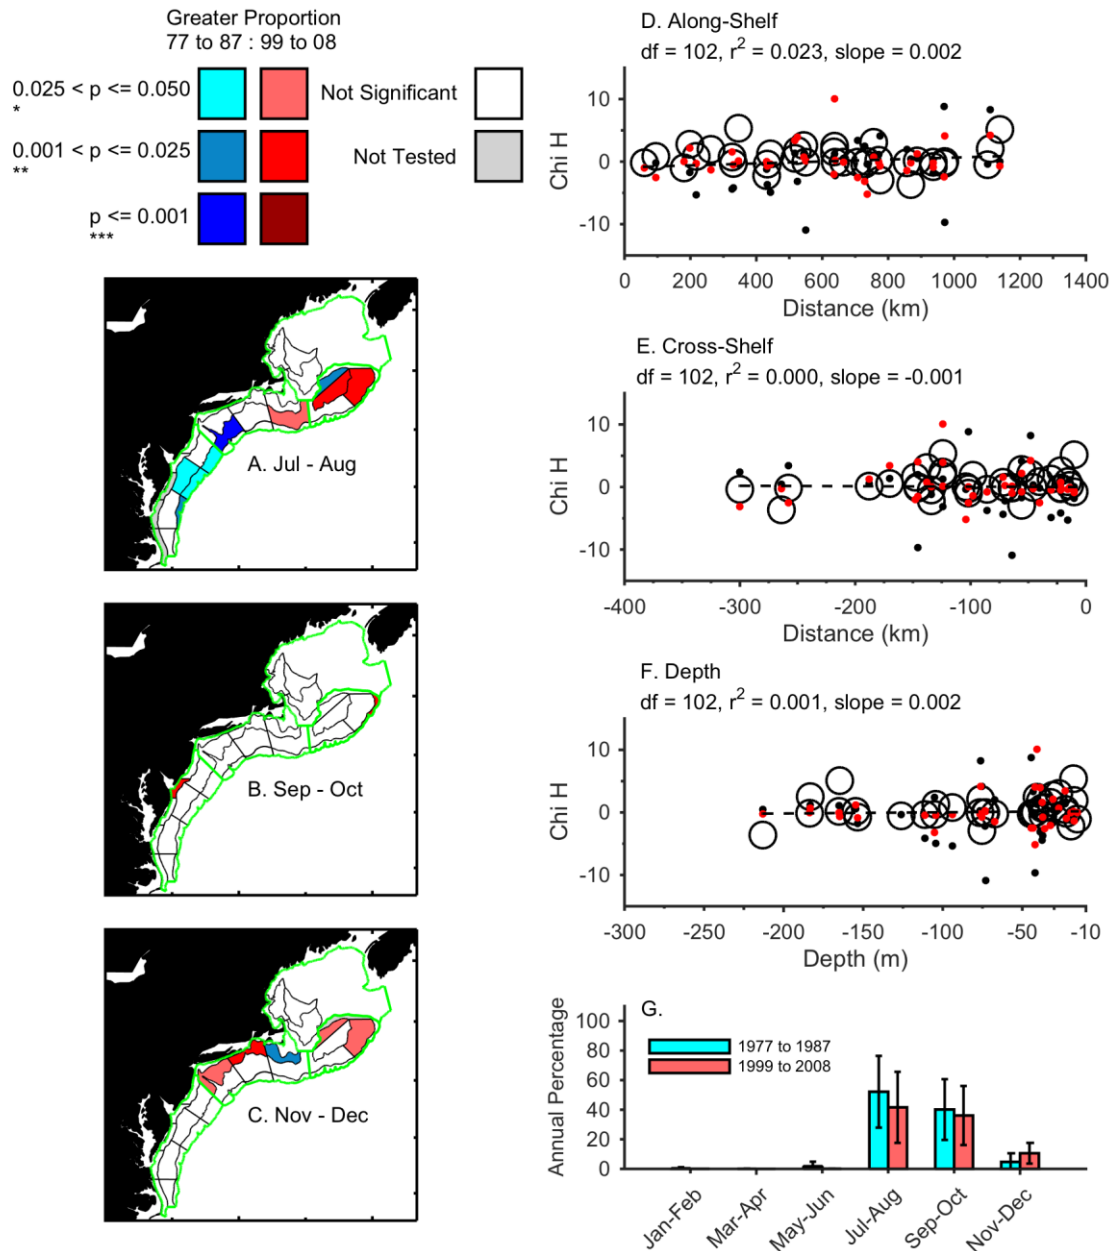 Greater Proportion
77 to 87 : 99 to 08
0.025 < p <= 0.050
*
Not Significant
0.001 < p <= 0.025
**
Not Tested
p <= 0.001
***
A. Jul - Aug
B. Sep - Oct
C. Nov - Dec
D. Along-Shelf
df = 102, r² = 0.023, slope = 0.002
Chi H
10
0
-10
0 200 400 600 800 1000 1200 1400
Distance (km)
E. Cross-Shelf
df = 102, r² = 0.000, slope = -0.001
Chi H
10
0
-10
-400 -300 -200 -100 0
Distance (km)
F. Depth
df = 102, r² = 0.001, slope = 0.002
Chi H
10
0
-10
-300 -250 -200 -150 -100 -50 -10
Depth (m)
G.
Annual Percentage
100
80
60
40
20
0
1977 to 1987
1999 to 2008
Jan-Feb
Mar-Apr
May-Jun
Jul-Aug
Sep-Oct
Nov-Dec